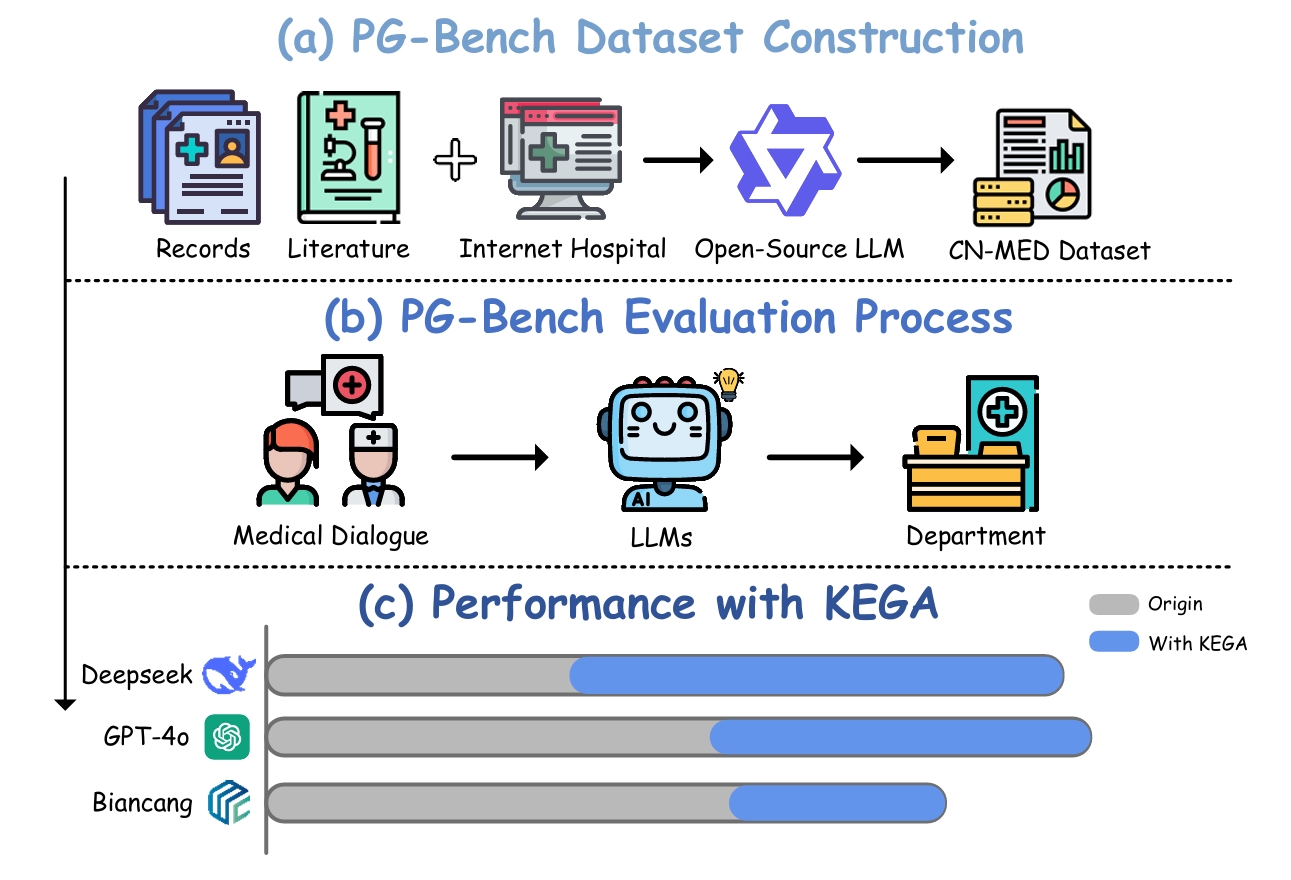 (a) PG-Bench Dataset Construction
Records
Literature
Internet Hospital
Open-Source LLM
CN-MED Dataset
(b) PG-Bench Evaluation Process
AI
Medical Dialogue
LLMs
Department
(c) Performance with KEGA
Origin
With KEGA
Deepseek
GPT-4o
Biancang